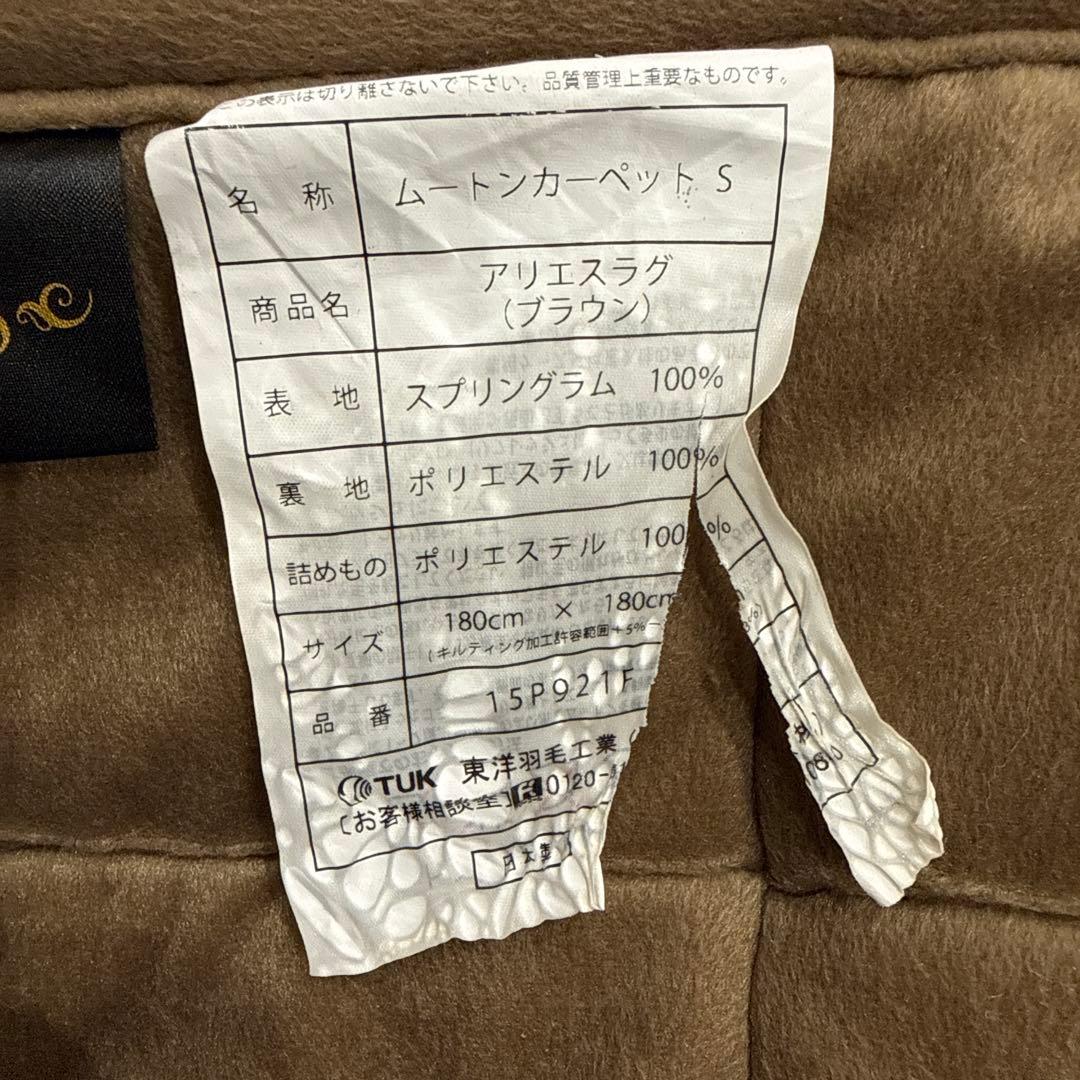 この表示は切り離さないで下さい。品質管理上重要なものです。
名 称 ムートンカーペット S
商品名 アリエスラグ
(ブラウン)
表 地 スプリングラム 100%
裏 地 ポリエステル 100%
詰めもの ポリエステル 100%
サイズ 180cm × 180cm
(キルティング加工許容範囲+5%
品 番 15P921F
TUK 東洋羽毛工業(
[お客様相談室] 0120-
日本製